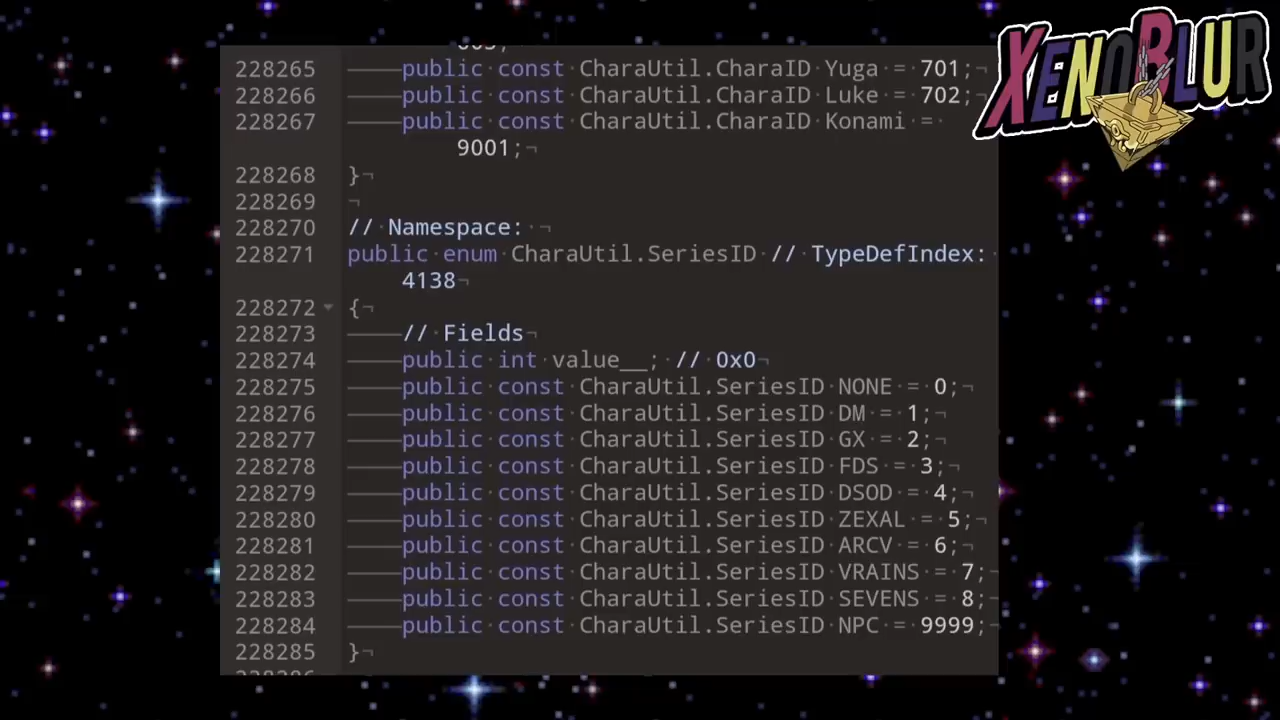 XENOBLUR
228265 public const CharaUtil.CharaID Yuga = 701;
228266 public const CharaUtil.CharaID Luke = 702;
228267 public const CharaUtil.CharaID Konami =
9001;
228268 }
228269
228270 // Namespace:
228271 public enum CharaUtil.SeriesID // TypeDefIndex:
4138
228272 {
228273 // Fields
228274 public int value__; // 0x0
228275 public const CharaUtil.SeriesID NONE = 0;
228276 public const CharaUtil.SeriesID DM = 1;
228277 public const CharaUtil.SeriesID GX = 2;
228278 public const CharaUtil.SeriesID FDS = 3;
228279 public const CharaUtil.SeriesID DSOD = 4;
228280 public const CharaUtil.SeriesID ZEXAL = 5;
228281 public const CharaUtil.SeriesID ARCV = 6;
228282 public const CharaUtil.SeriesID VRAINS = 7;
228283 public const CharaUtil.SeriesID SEVENS = 8;
228284 public const CharaUtil.SeriesID NPC = 9999;
228285 }